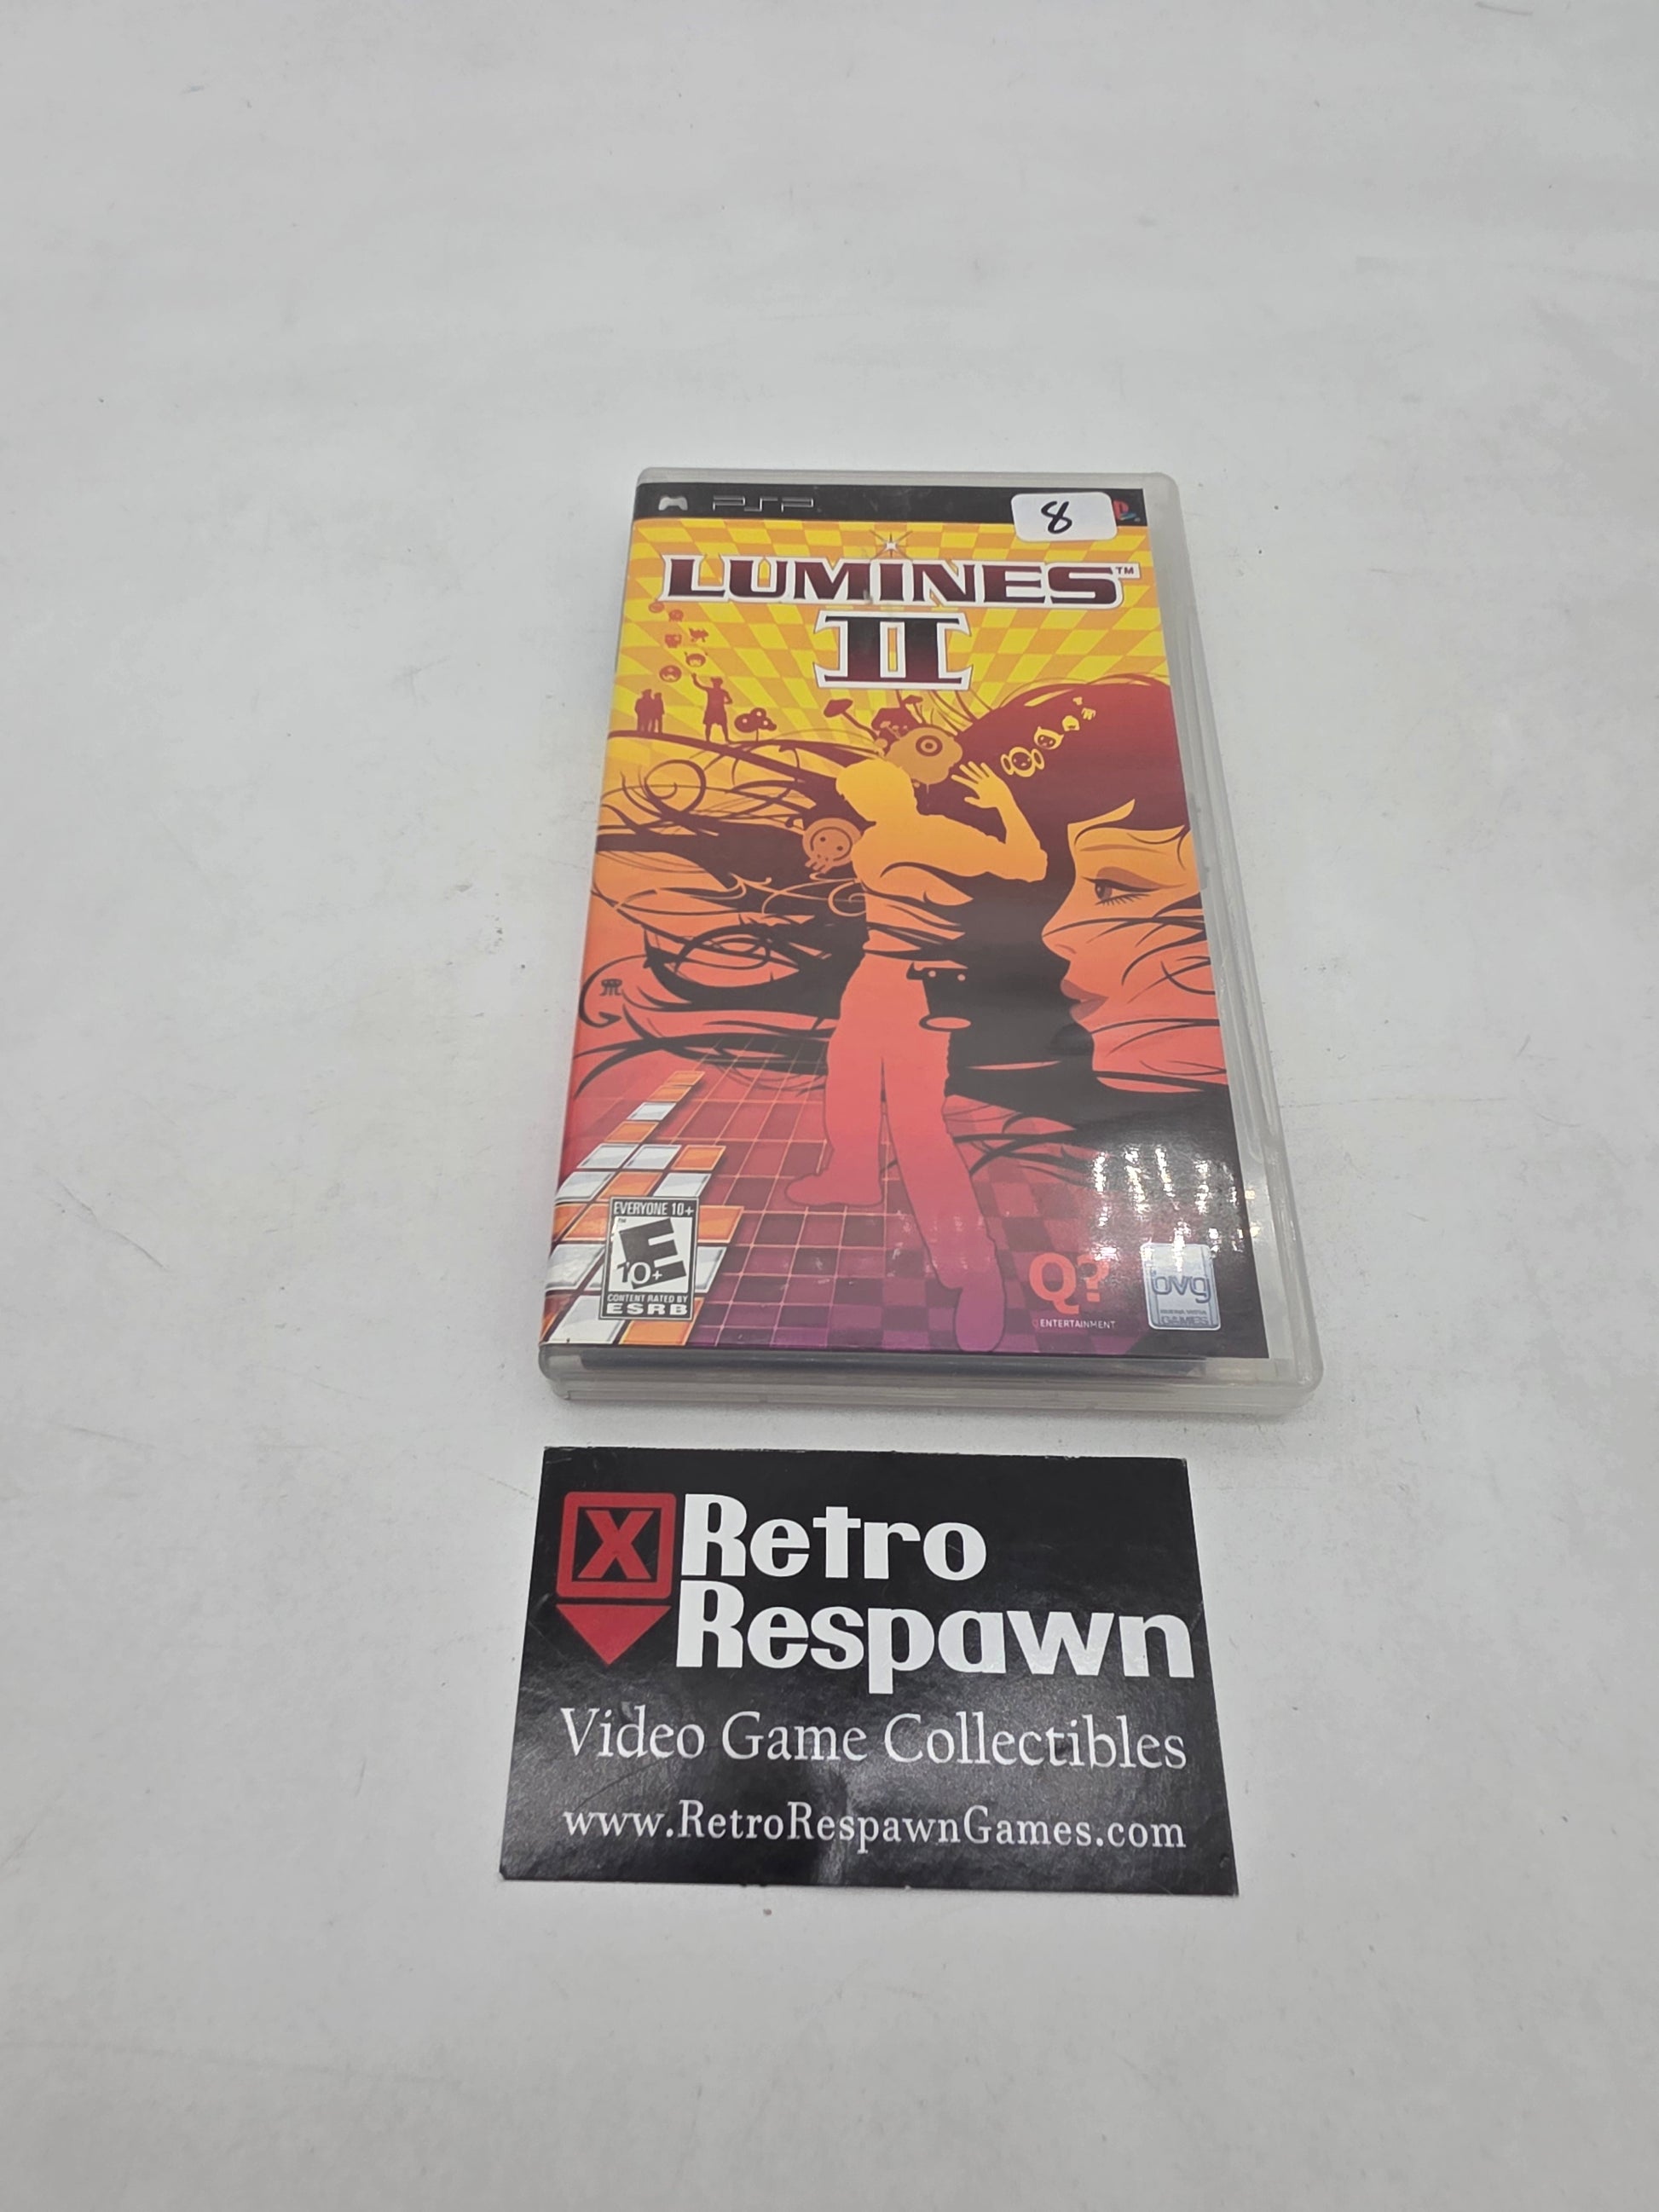 PSP
8
LUMINES™
II
EVERYONE 10+
E
10+
CONTENT RATED BY
ESRB
Q?
ENTERTAINMENT
bvg
GAMES
X Retro
Respawn
Video Game Collectibles
www.RetroRespawnGames.com